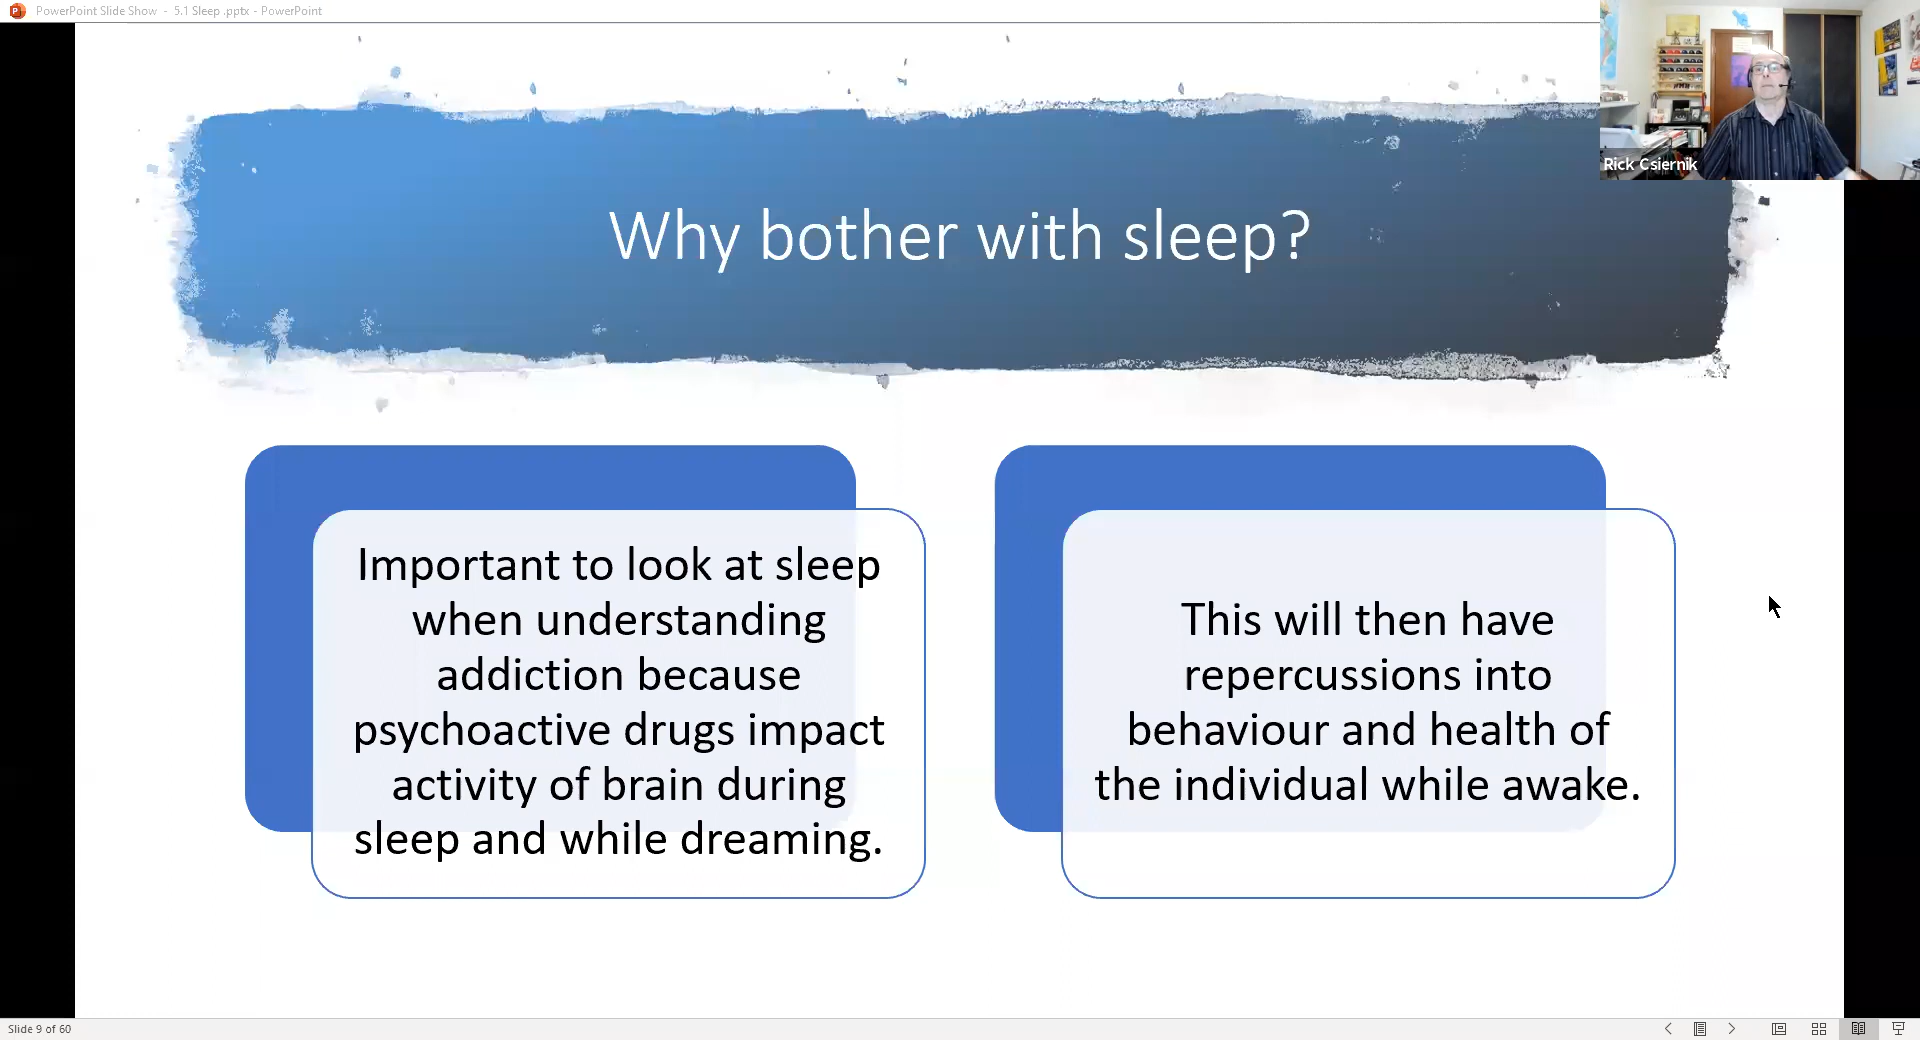 PowerPoint Slide Show - 5.1 Sleep .pptx - PowerPoint
Rick Csiernik
Why bother with sleep?
Important to look at sleep
when understanding
addiction because
psychoactive drugs impact
activity of brain during
sleep and while dreaming.
This will then have
repercussions into
behaviour and health of
the individual while awake.
Slide 9 of 60